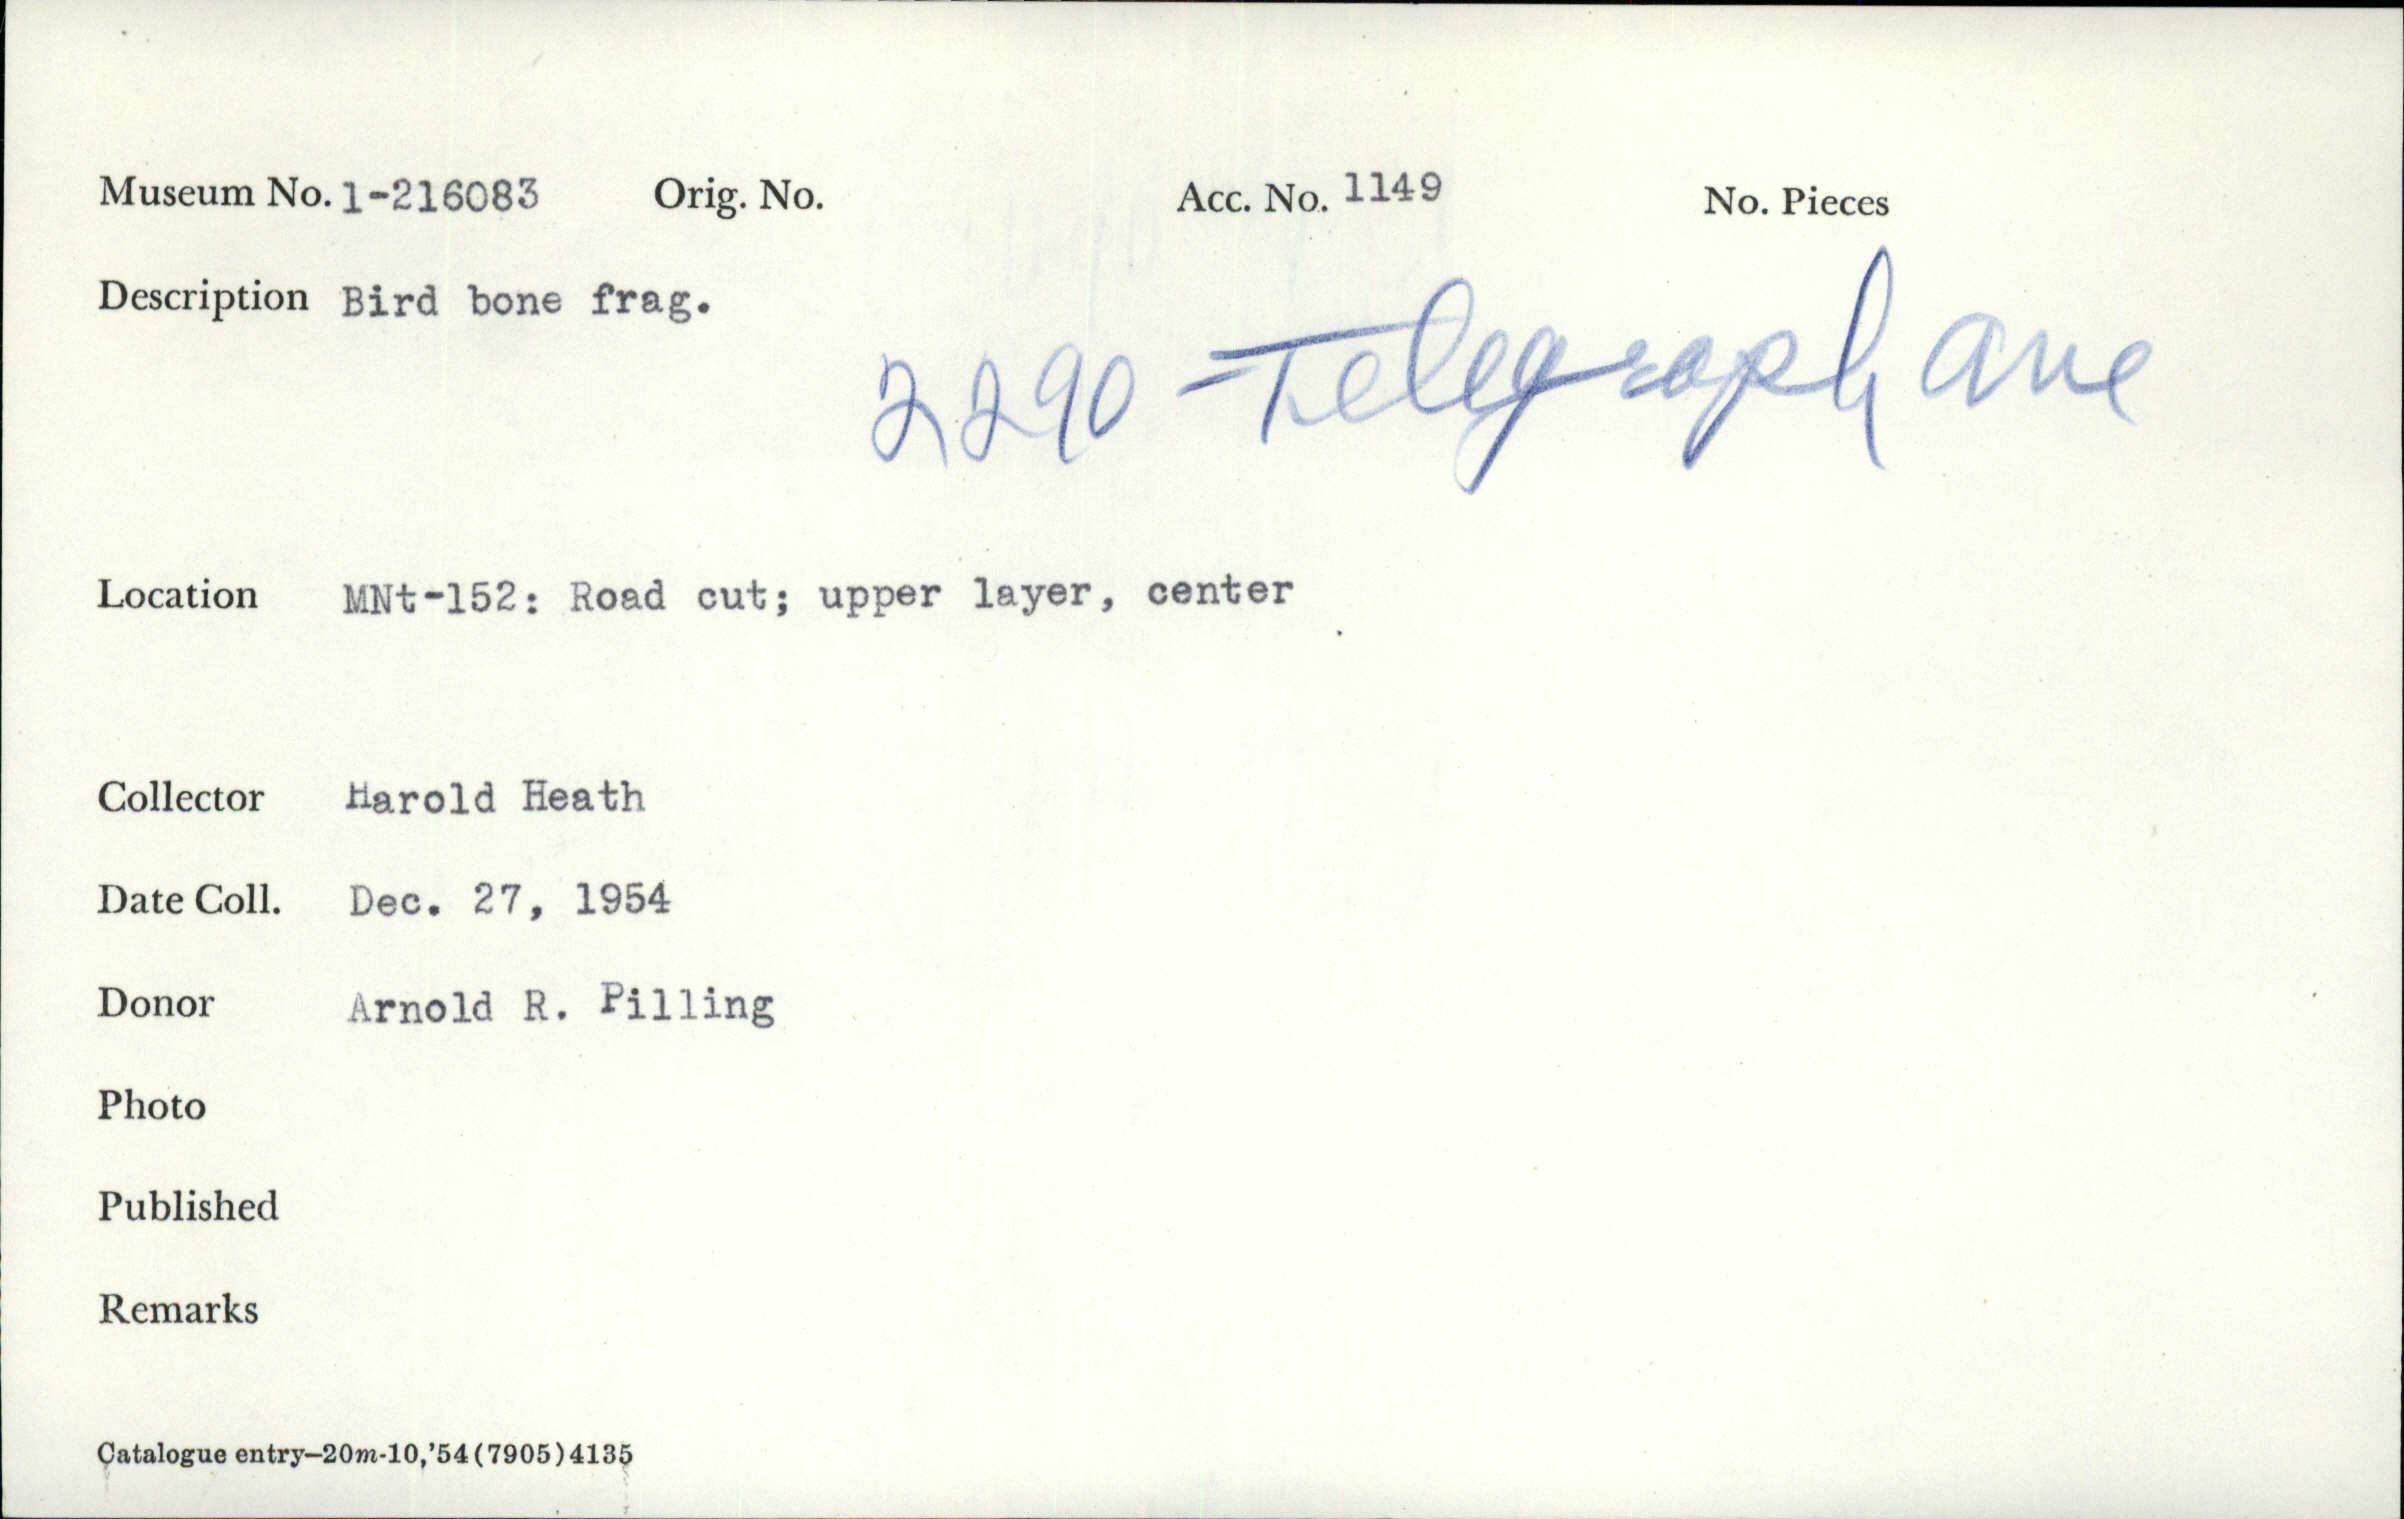 Museum No. 1-216083 Orig. No. Acc. No. 1149 No. Pieces
Description Bird bone frag.
2290 - Telegraph Ave
Location MNt-152: Road cut; upper layer, center
Collector Harold Heath
Date Coll. Dec. 27, 1954
Donor Arnold R. Pilling
Photo
Published
Remarks
Catalogue entry—20m-10,'54(7905)4135